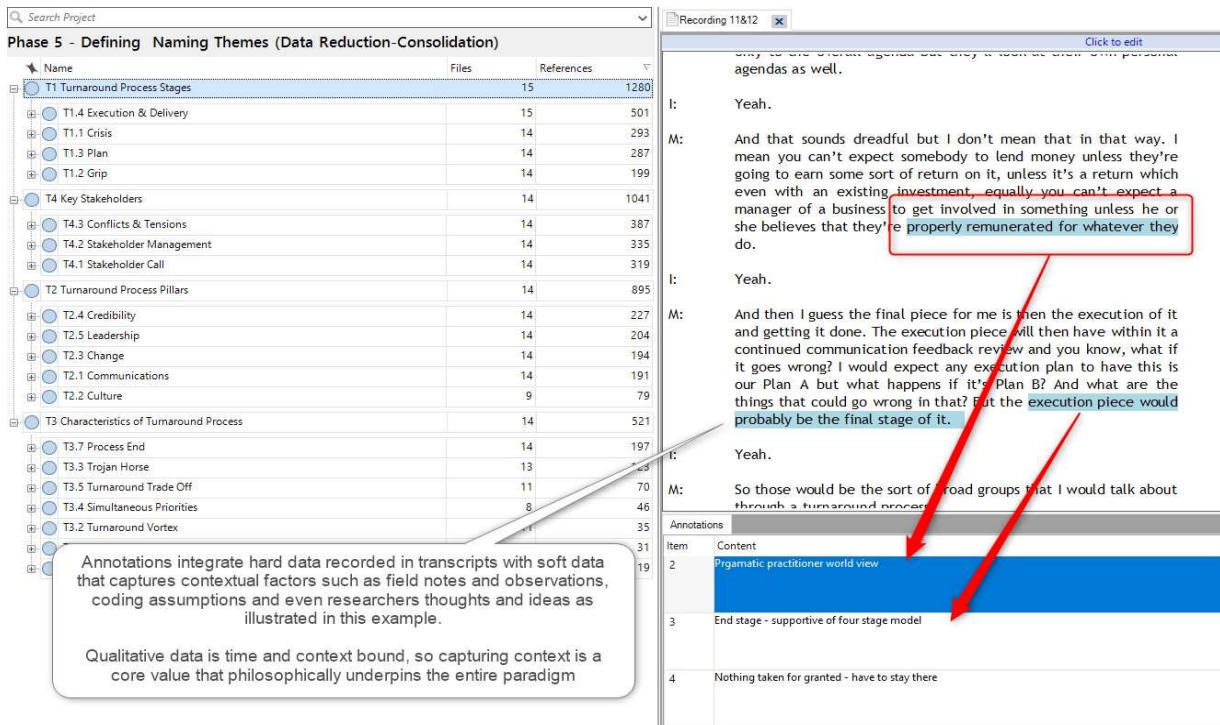 Search Project
Phase 5 - Defining Naming Themes (Data Reduction-Consolidation)
Name Files References
T1 Turnaround Process Stages 15 1280
T1.4 Execution & Delivery 15 501
T1.1 Crisis 14 293
T1.3 Plan 14 287
T1.2 Grip 14 199
T4 Key Stakeholders 14 1041
T4.3 Conflicts & Tensions 14 387
T4.2 Stakeholder Management 14 335
T4.1 Stakeholder Call 14 319
T2 Turnaround Process Pillars 14 895
T2.4 Credibility 14 227
T2.5 Leadership 14 204
T2.3 Change 14 194
T2.1 Communications 14 191
T2.2 Culture 9 79
T3 Characteristics of Turnaround Process 14 521
T3.7 Process End 14 197
T3.3 Trojan Horse 13
T3.5 Turnaround Trade Off 11 70
T3.4 Simultaneous Priorities 8 46
T3.2 Turnaround Vortex 35
31
19
Annotations integrate hard data recorded in transcripts with soft data
that captures contextual factors such as field notes and observations,
coding assumptions and even researchers thoughts and ideas as
illustrated in this example.
Qualitative data is time and context bound, so capturing context is a
core value that philosophically underpins the entire paradigm
Recording 11&12
Click to edit
only to the overall agenda but they'll look at their own personal
agendas as well.
I: Yeah.
M: And that sounds dreadful but I don't mean that in that way. I
mean you can't expect somebody to lend money unless they're
going to earn some sort of return on it, unless it's a return which
even with an existing investment, equally you can't expect a
manager of a business to get involved in something unless he or
she believes that they're properly remunerated for whatever they
do.
I: Yeah.
M: And then I guess the final piece for me is then the execution of it
and getting it done. The execution piece will then have within it a
continued communication feedback review and you know, what if
it goes wrong? I would expect any execution plan to have this is
our Plan A but what happens if it's Plan B? And what are the
things that could go wrong in that? But the execution piece would
probably be the final stage of it.
I: Yeah.
M: So those would be the sort of broad groups that I would talk about
through a turnaround process
Annotations
Item Content
2 Prgamatic practitioner world view
3 End stage - supportive of four stage model
4 Nothing taken for granted - have to stay there